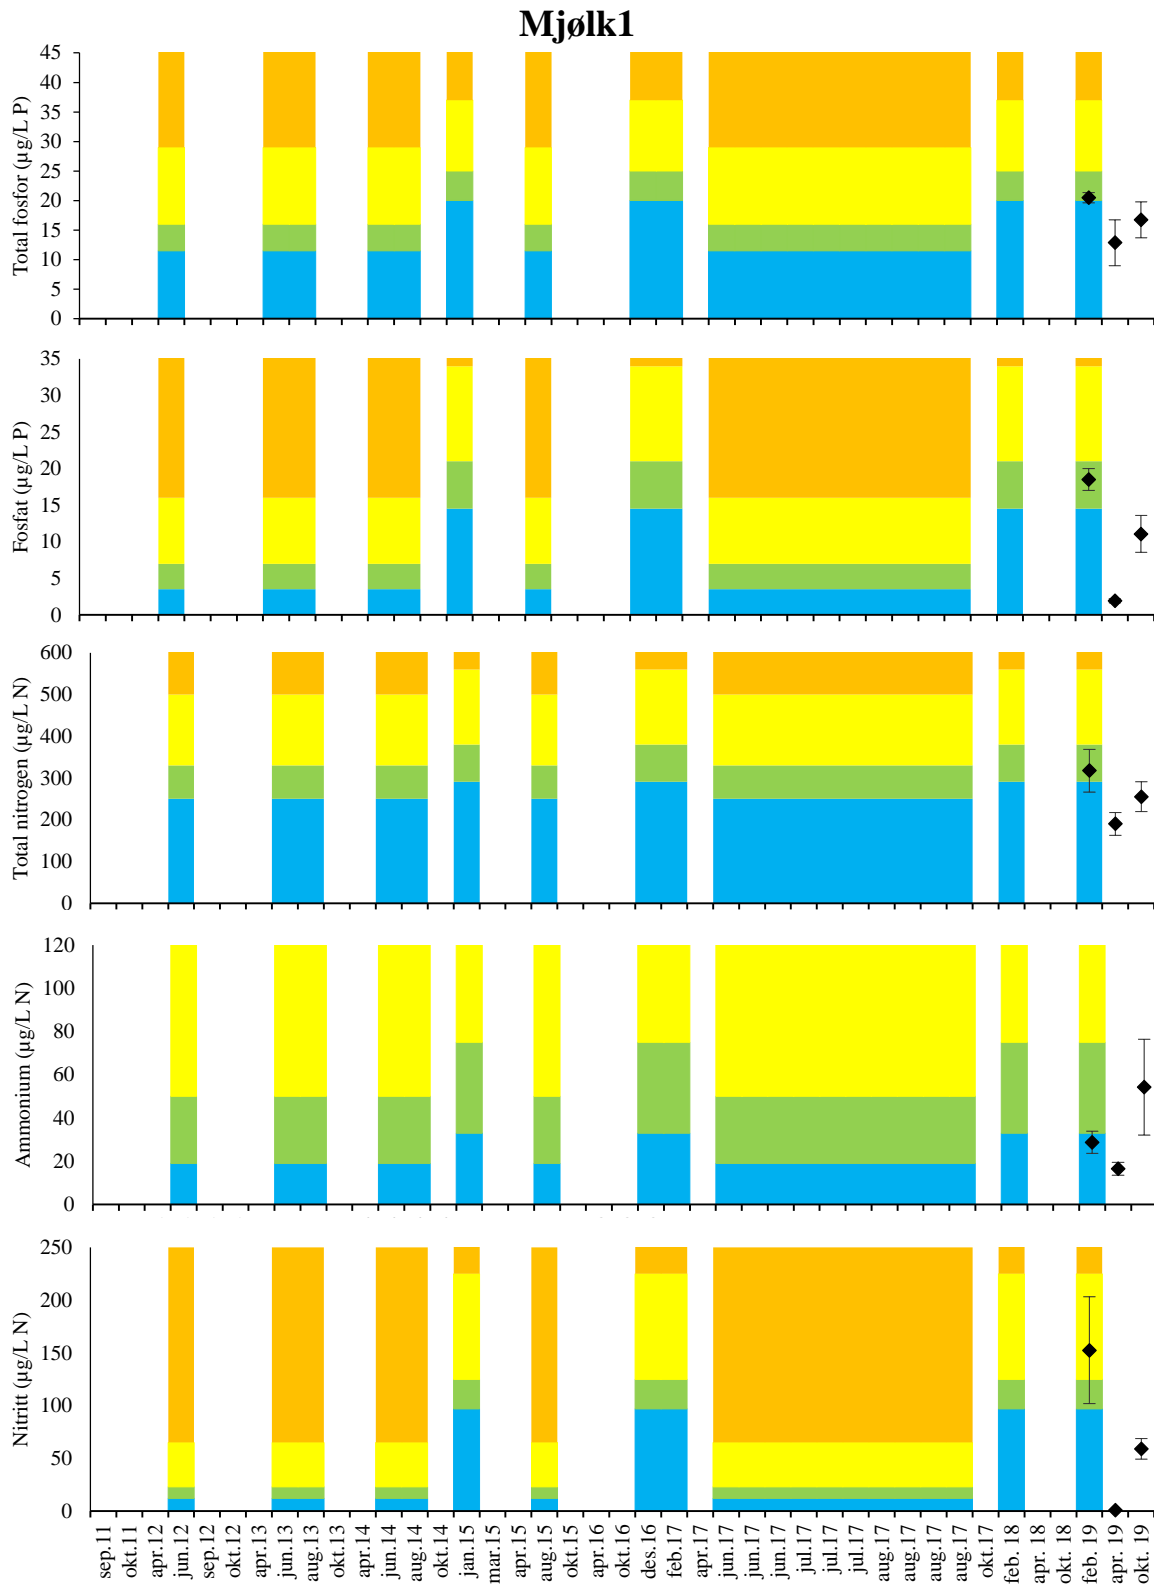 Mjølk1
Total fosfor (µg/L P)
45
40
35
30
25
20
15
10
5
0
Fosfat (µg/L P)
35
30
25
20
15
10
5
0
Total nitrogen (µg/L N)
600
500
400
300
200
100
0
Ammonium (µg/L N)
120
100
80
60
40
20
0
Nitritt (µg/L N)
250
200
150
100
50
0
sep.11
okt.11
apr.12
jun.12
sep.12
okt.12
apr.13
jun.13
aug.13
okt.13
apr.14
jun.14
aug.14
okt.14
jan.15
mar.15
apr.15
aug.15
okt.15
apr.16
okt.16
des.16
feb.17
apr.17
jun.17
jun.17
jul.17
jul.17
jul.17
aug.17
aug.17
aug.17
aug.17
okt.17
feb. 18
apr. 18
okt. 18
feb. 19
apr. 19
okt. 19